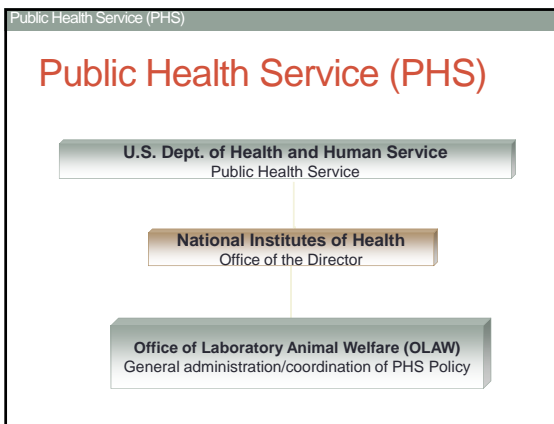 Public Health Service (PHS)
Public Health Service (PHS)
U.S. Dept. of Health and Human Service
Public Health Service
National Institutes of Health
Office of the Director
Office of Laboratory Animal Welfare (OLAW)
General administration/coordination of PHS Policy